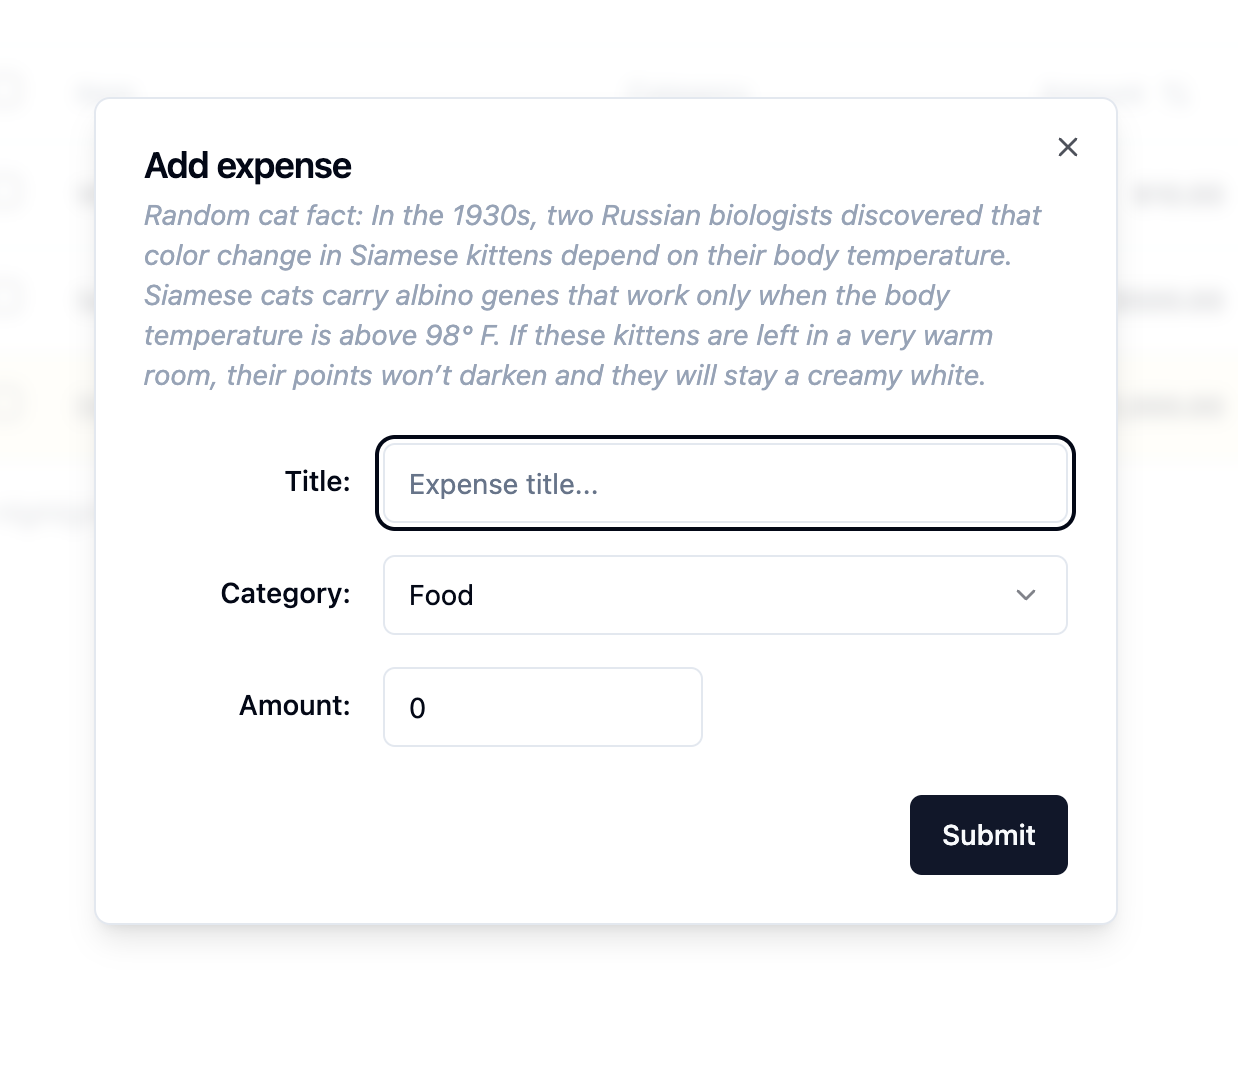 Add expense
Random cat fact: In the 1930s, two Russian biologists discovered that
color change in Siamese kittens depend on their body temperature.
Siamese cats carry albino genes that work only when the body
temperature is above 98° F. If these kittens are left in a very warm
room, their points won’t darken and they will stay a creamy white.
Title:
Expense title...
Category:
Food
Amount:
0
Submit